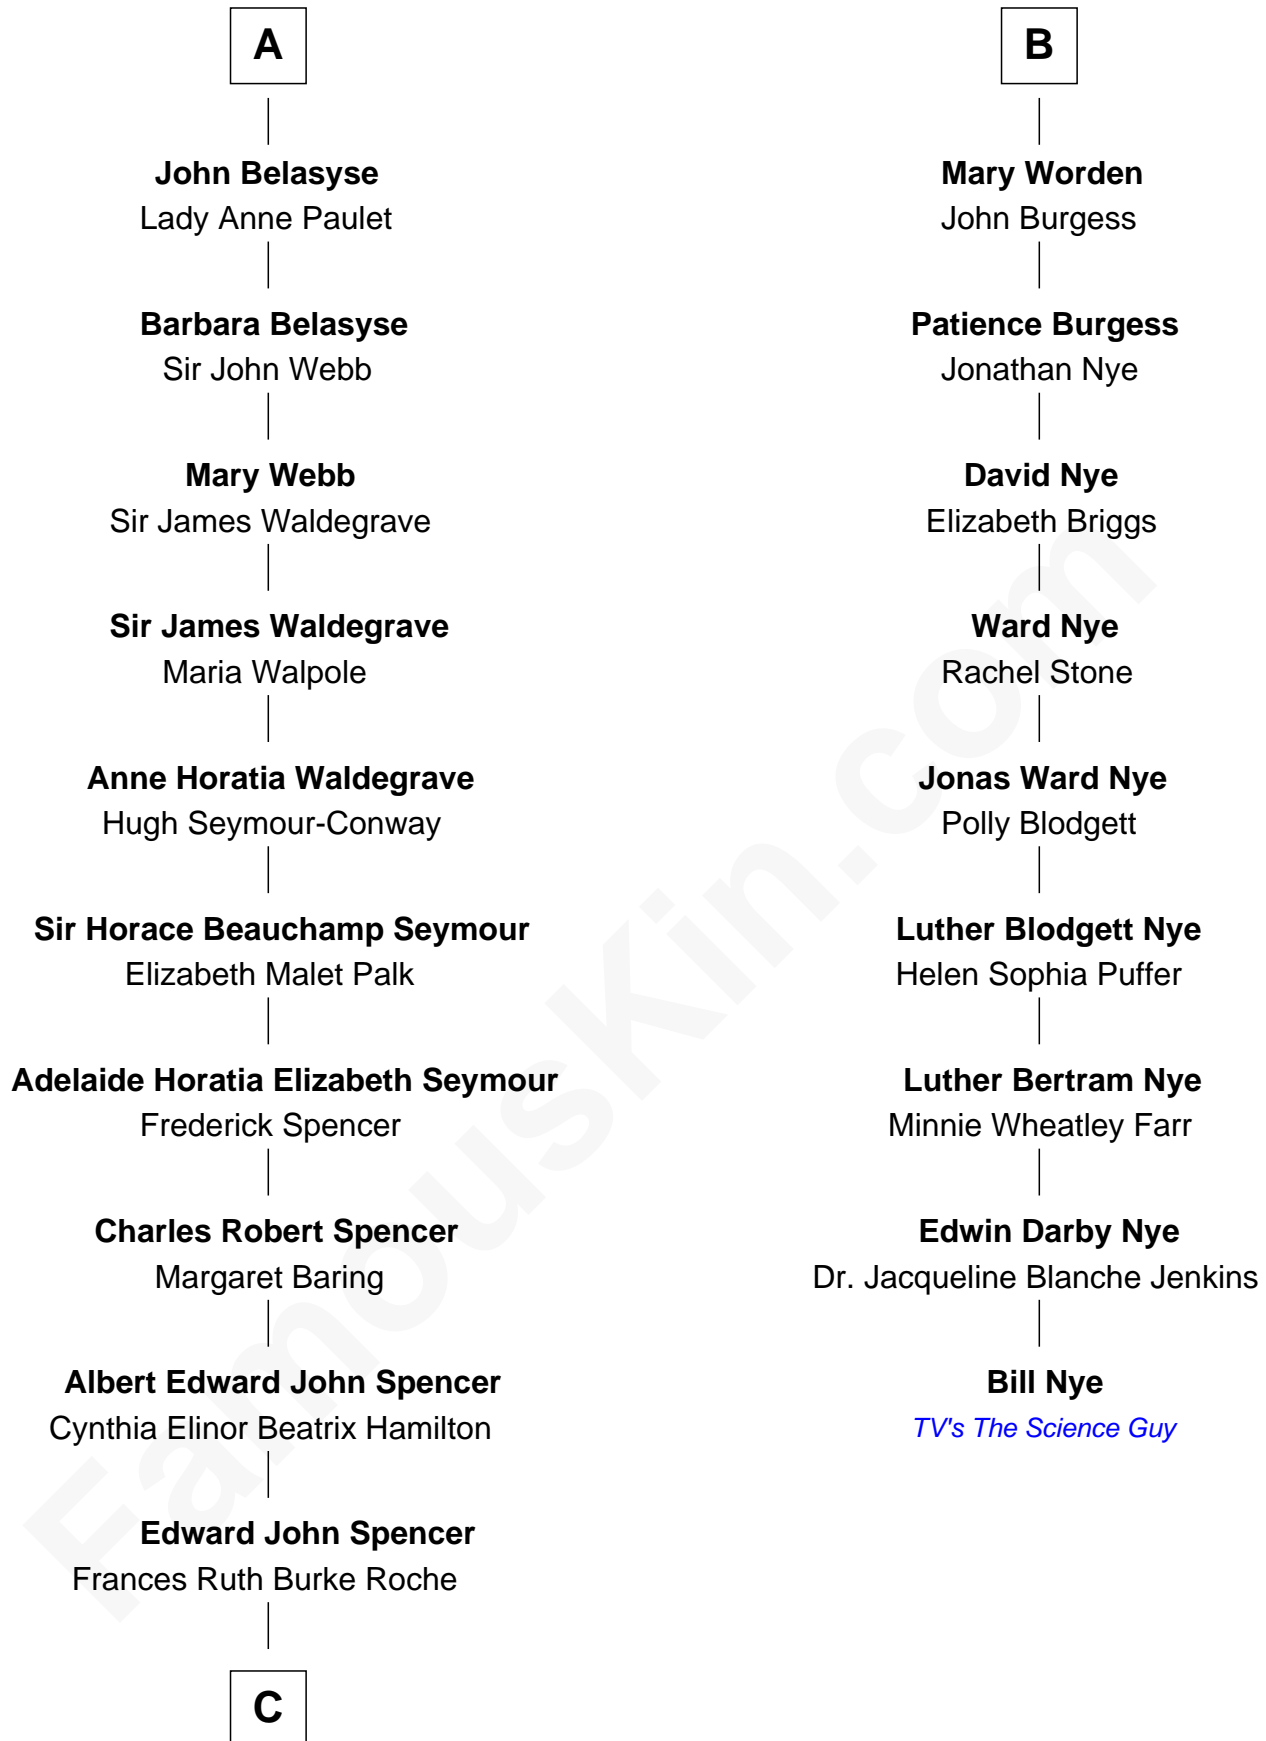 A
John Belasyse
Lady Anne Paulet
Barbara Belasyse
Sir John Webb
Mary Webb
Sir James Waldegrave
Sir James Waldegrave
Maria Walpole
Anne Horatia Waldegrave
Hugh Seymour-Conway
Sir Horace Beauchamp Seymour
Elizabeth Malet Palk
Adelaide Horatia Elizabeth Seymour
Frederick Spencer
Charles Robert Spencer
Margaret Baring
Albert Edward John Spencer
Cynthia Elinor Beatrix Hamilton
Edward John Spencer
Frances Ruth Burke Roche
C
B
Mary Worden
John Burgess
Patience Burgess
Jonathan Nye
David Nye
Elizabeth Briggs
Ward Nye
Rachel Stone
Jonas Ward Nye
Polly Blodgett
Luther Blodgett Nye
Helen Sophia Puffer
Luther Bertram Nye
Minnie Wheatley Farr
Edwin Darby Nye
Dr. Jacqueline Blanche Jenkins
Bill Nye
TV's The Science Guy
FamousKin.com